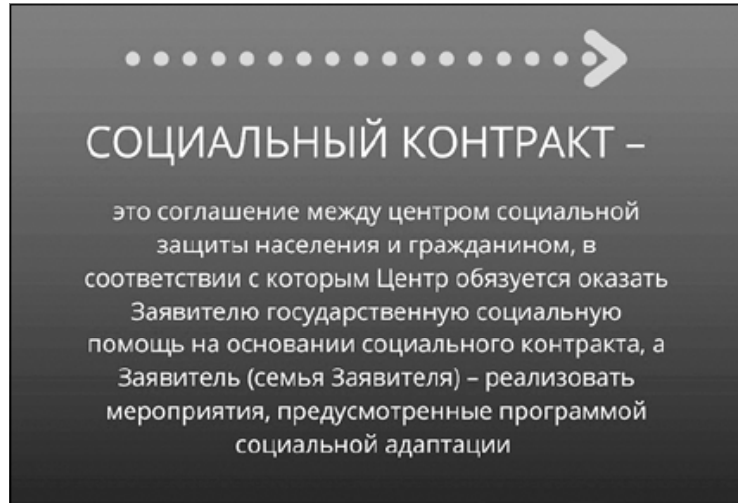 СОЦИАЛЬНЫЙ КОНТРАКТ –
это соглашение между центром социальной
защиты населения и гражданином, в
соответствии с которым Центр обязуется оказать
Заявителю государственную социальную
помощь на основании социального контракта, а
Заявитель (семья Заявителя) – реализовать
мероприятия, предусмотренные программой
социальной адаптации